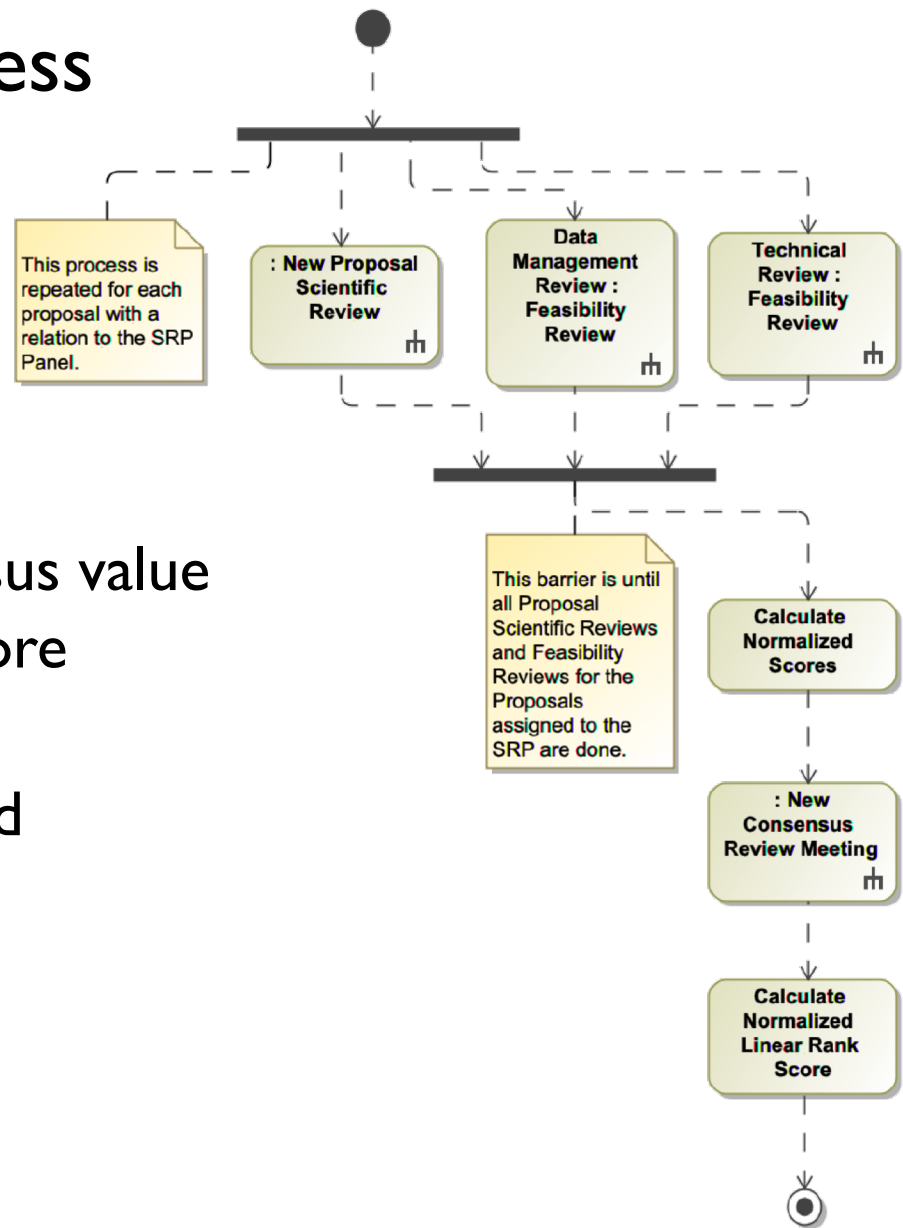 ess
This process is
repeated for each
proposal with a
relation to the SRP
Panel.
: New Proposal
Scientific
Review
Data
Management
Review :
Feasibility
Review
Technical
Review :
Feasibility
Review
sus value
ore
d
This barrier is until
all Proposal
Scientific Reviews
and Feasibility
Reviews for the
Proposals
assigned to the
SRP are done.
Calculate
Normalized
Scores
: New
Consensus
Review Meeting
Calculate
Normalized
Linear Rank
Score